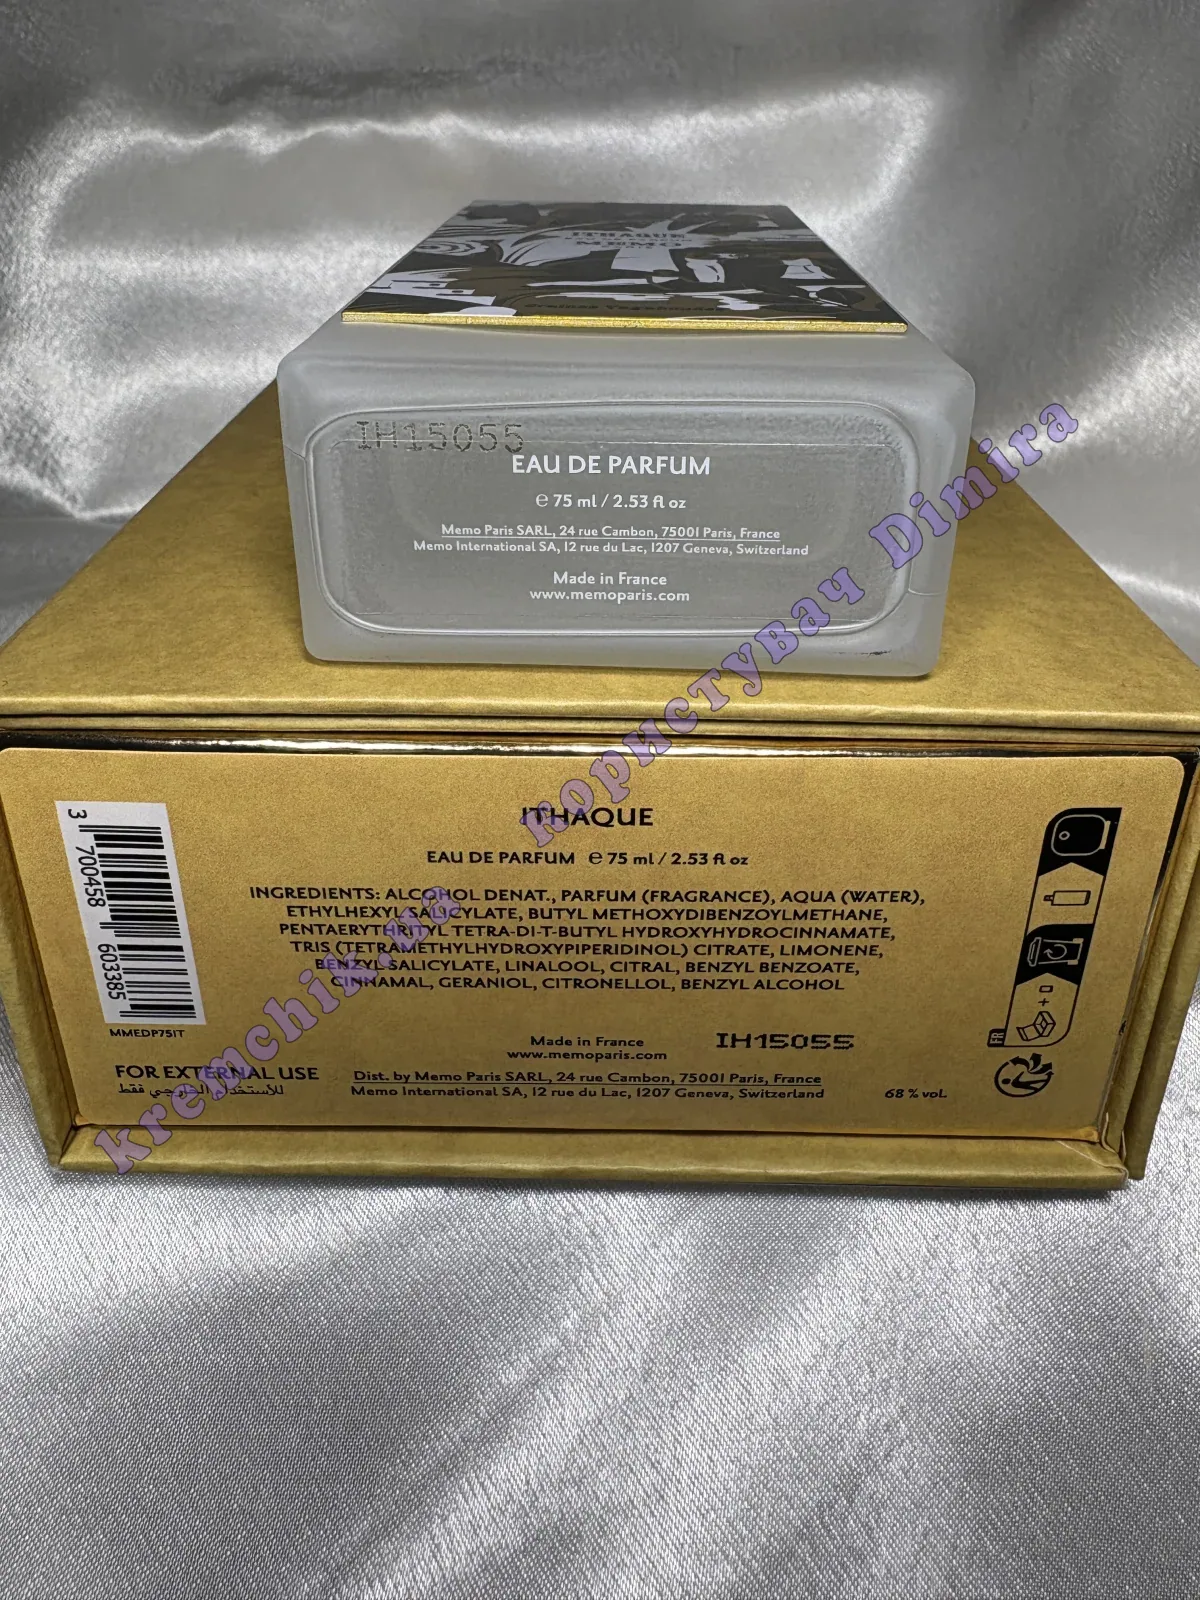 ITHAQUE
MEMO
Graines Vagabondes
IH15055
EAU DE PARFUM
℮ 75 ml / 2.53 fl oz
Memo Paris SARL, 24 rue Cambon, 75001 Paris, France
Memo International SA, 12 rue du Lac, 1207 Geneva, Switzerland
Made in France
www.memoparis.com
ITHAQUE
EAU DE PARFUM ℮ 75 ml / 2.53 fl oz
INGREDIENTS: ALCOHOL DENAT., PARFUM (FRAGRANCE), AQUA (WATER),
ETHYLHEXYL SALICYLATE, BUTYL METHOXYDIBENZOYLMETHANE,
PENTAERYTHRITYL TETRA-DI-T-BUTYL HYDROXYHYDROCINNAMATE,
TRIS (TETRAMETHYLHYDROXYPIPERIDINOL) CITRATE, LIMONENE,
BENZYL SALICYLATE, LINALOOL, CITRAL, BENZYL BENZOATE,
CINNAMAL, GERANIOL, CITRONELLOL, BENZYL ALCOHOL
3 700458 603385
MMEDP75IT
Made in France
www.memoparis.com
IH15055
FOR EXTERNAL USE
للاستخدام الخارجي فقط
Dist. by Memo Paris SARL, 24 rue Cambon, 75001 Paris, France
Memo International SA, 12 rue du Lac, 1207 Geneva, Switzerland
68 % vol.
FR
+
kremchik.ua користувач Dimira